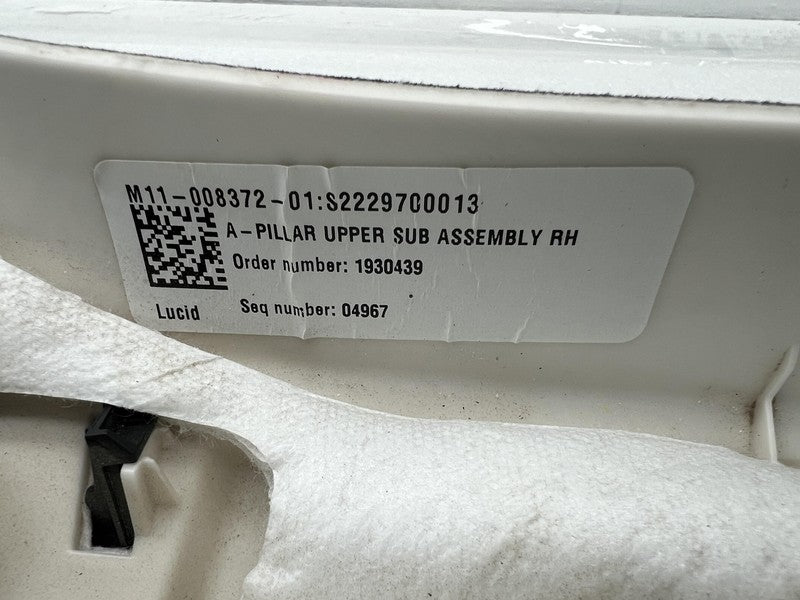 M11-008372-01:S2229700013
A-PILLAR UPPER SUB ASSEMBLY RH
Order number: 1930439
Lucid Seq number: 04967